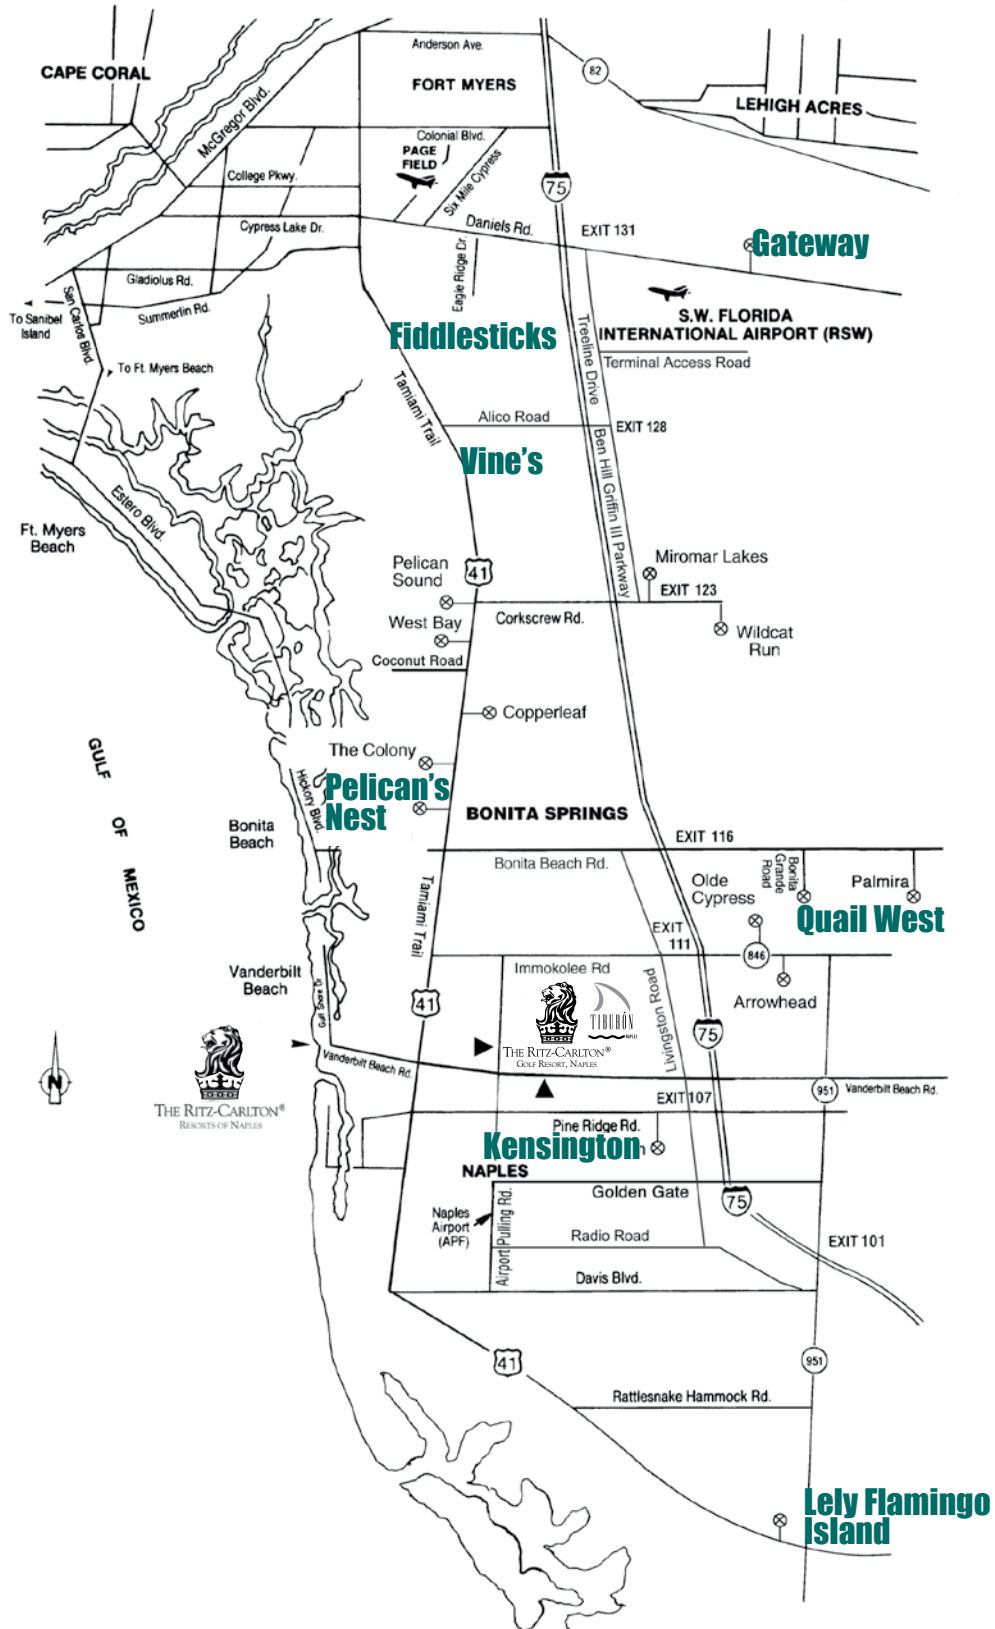 Anderson Ave.
82
CAPE CORAL
FORT MYERS
LEHIGH ACRES
McGregor Blvd.
Colonial Blvd.
PAGE
FIELD
Six Mile Cypress
College Pkwy.
75
Cypress Lake Dr.
Daniels Rd.
EXIT 131
Gateway
Eagle Ridge Dr.
Gladiolus Rd.
San Carlos Blvd.
Summerlin Rd.
To Sanibel
Island
S.W. FLORIDA
INTERNATIONAL AIRPORT (RSW)
Fiddlesticks
Treeline Drive
Terminal Access Road
To Ft. Myers Beach
Tamiami Trail
Alico Road
EXIT 128
Vine's
Ben Hill Griffin III Parkway
Estero Blvd.
Ft. Myers
Beach
Pelican
Sound
41
Miromar Lakes
EXIT 123
West Bay
Corkscrew Rd.
Wildcat
Run
Coconut Road
Copperleaf
GULF
OF
MEXICO
The Colony
Hickory Blvd.
Pelican's
Nest
BONITA SPRINGS
Bonita
Beach
EXIT 116
Bonita Beach Rd.
Bonita
Grande
Road
Olde
Cypress
Palmira
Quail West
Tamiami Trail
EXIT
111
846
Immokolee Rd
Vanderbilt
Beach
Gulf Shore Dr
Livingston Road
Arrowhead
41
TIBURÓN
NAPLES
75
THE RITZ-CARLTON®
GOLF RESORT, NAPLES
Vanderbilt Beach Rd.
N
951
Vanderbilt Beach Rd.
THE RITZ-CARLTON®
RESORTS OF NAPLES
EXIT 107
Pine Ridge Rd.
Kensington
n
NAPLES
Golden Gate
75
Naples
Airport
(APF)
Airport Pulling Rd.
Radio Road
EXIT 101
Davis Blvd.
41
951
Rattlesnake Hammock Rd.
Lely Flamingo
Island